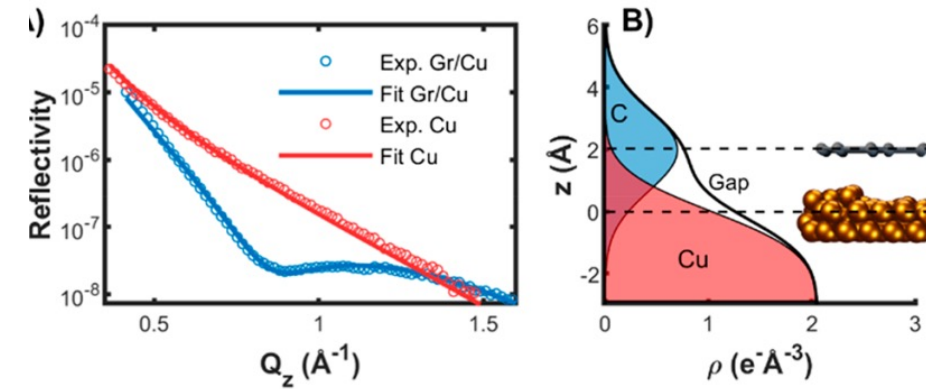 A)
10⁻⁴
10⁻⁵
10⁻⁶
10⁻⁷
10⁻⁸
Reflectivity
Exp. Gr/Cu
Fit Gr/Cu
Exp. Cu
Fit Cu
0.5 1 1.5
Q_z (Å⁻¹)
B)
6
4
2
0
-2
z (Å)
C
Gap
Cu
0 1 2 3
ρ (e⁻Å⁻³)